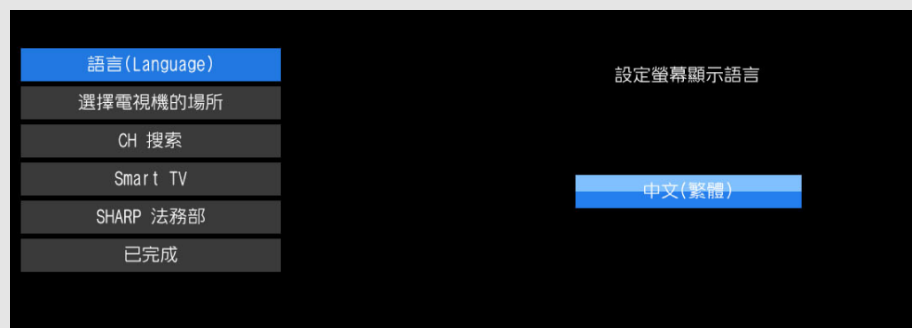 語言(Language)
選擇電視機的場所
CH 搜索
Smart TV
SHARP 法務部
已完成
設定螢幕顯示語言
中文(繁體)